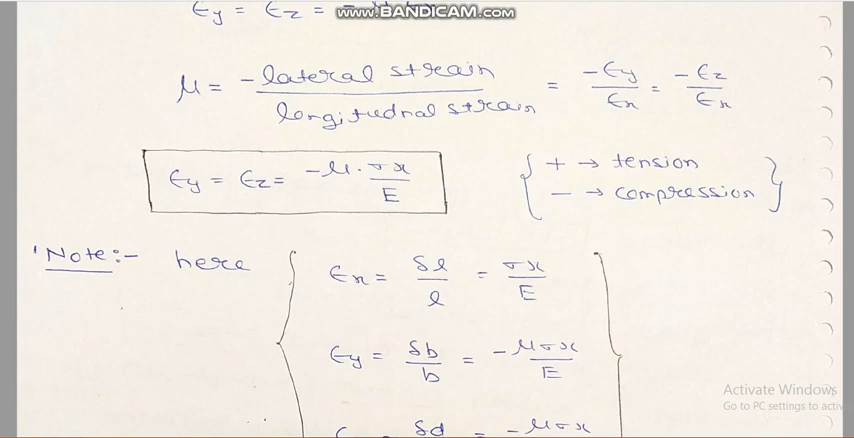 www.BANDICAM.com
ϵy = ϵz =
μ = -lateral strain / longitudnal strain = -ϵy / ϵx = -ϵz / ϵx
ϵy = ϵz = -μ · σx / E
{ + → tension
- → compression }
Note:- here { ϵx = δl / l = σx / E
ϵy = δb / b = -μσx / E
δd = -μσx
Activate Windows
Go to PC settings to activ